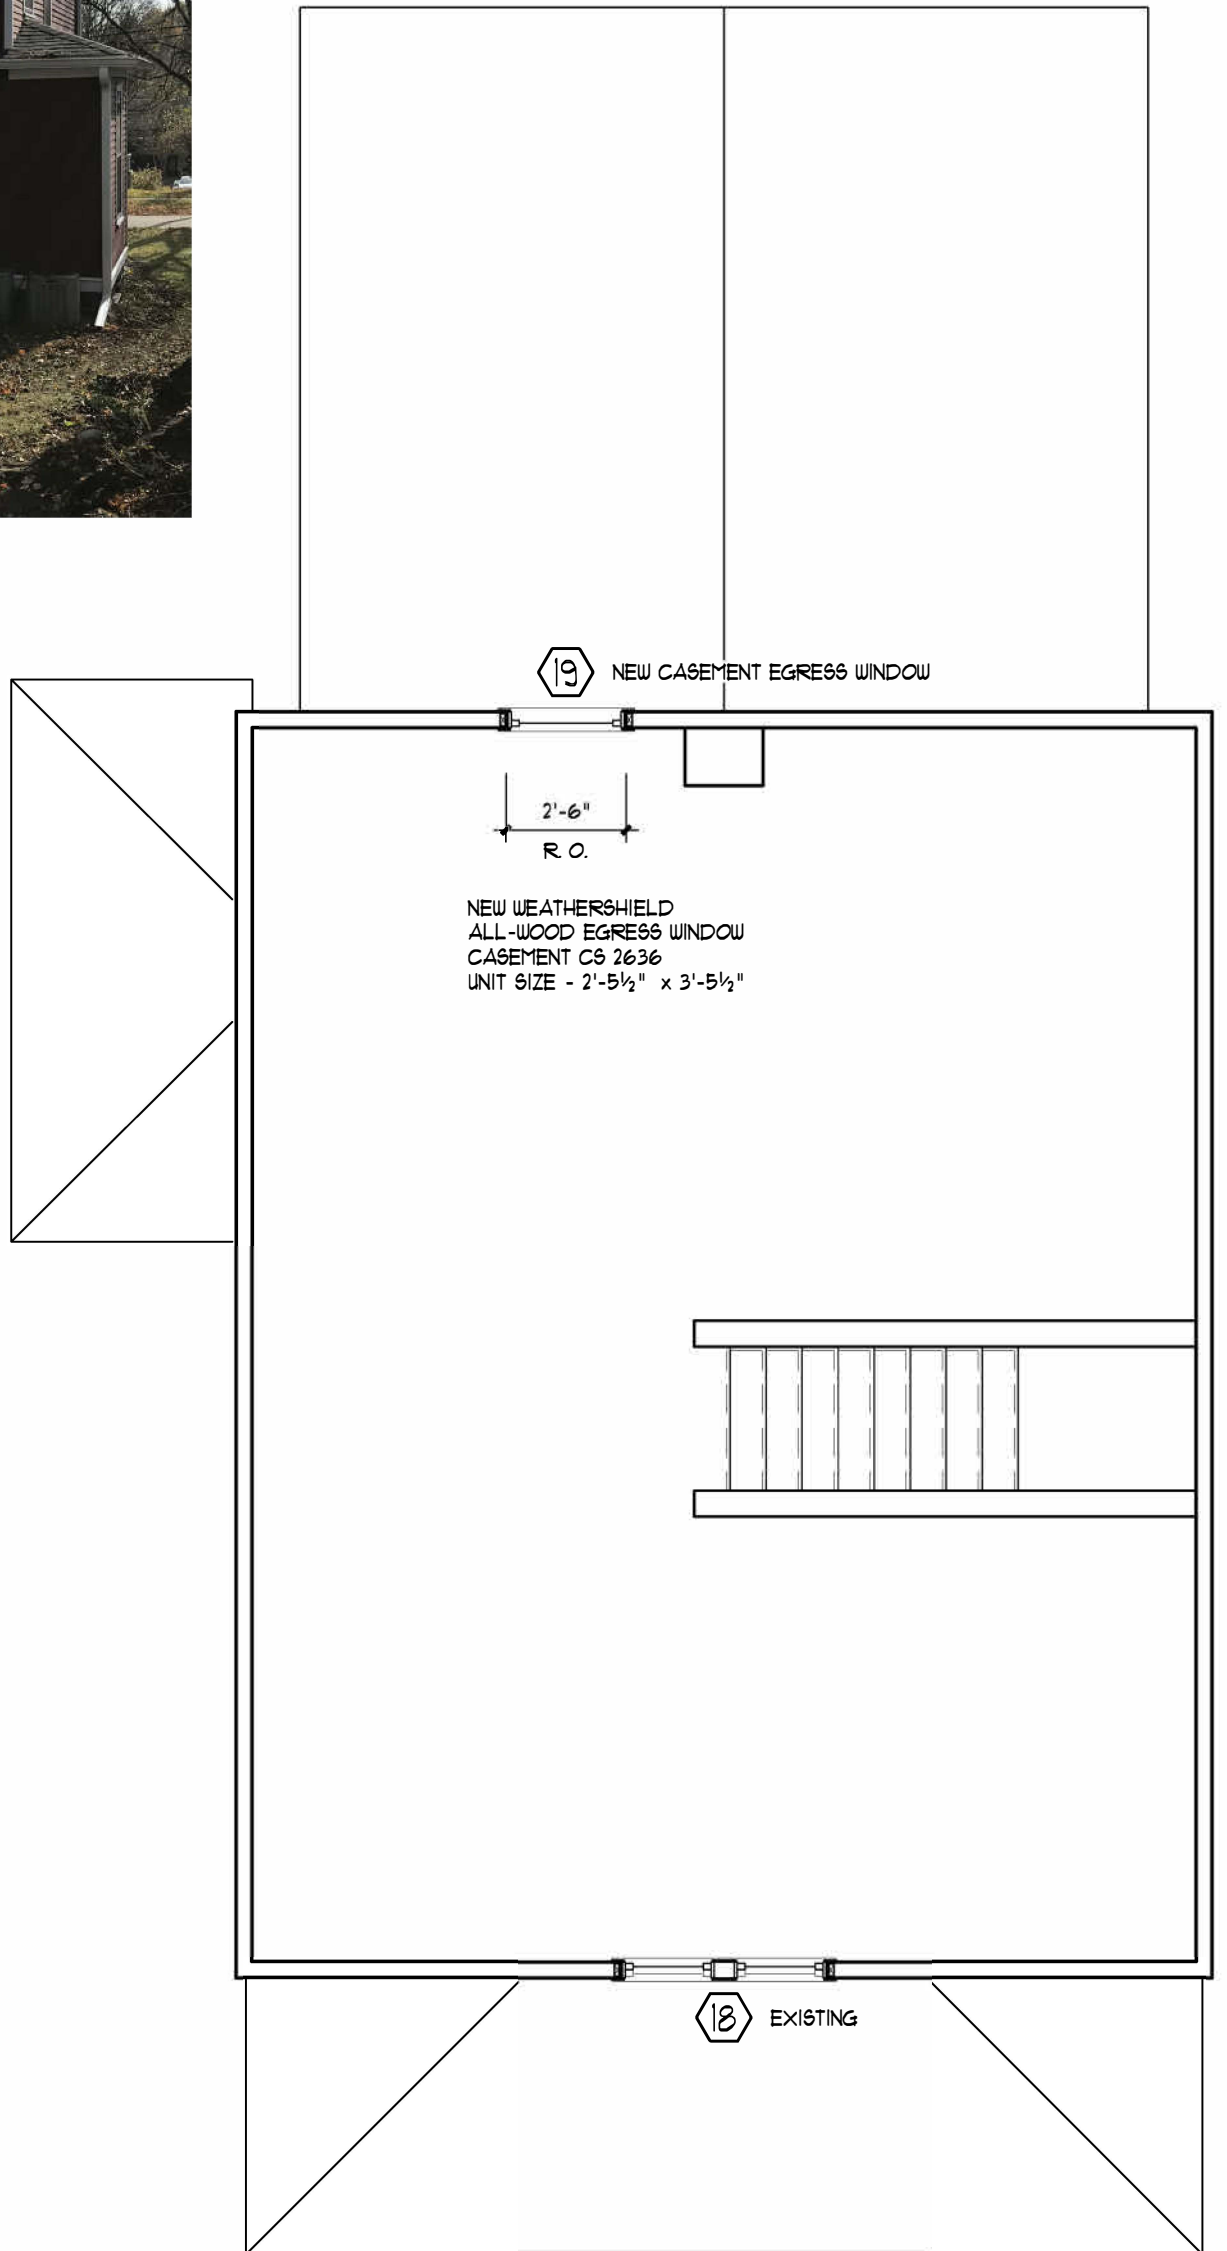 19 NEW CASEMENT EGRESS WINDOW
2'-6"
R. O.
NEW WEATHERSHIELD
ALL-WOOD EGRESS WINDOW
CASEMENT CS 2636
UNIT SIZE - 2'-5½" x 3'-5½"
18 EXISTING